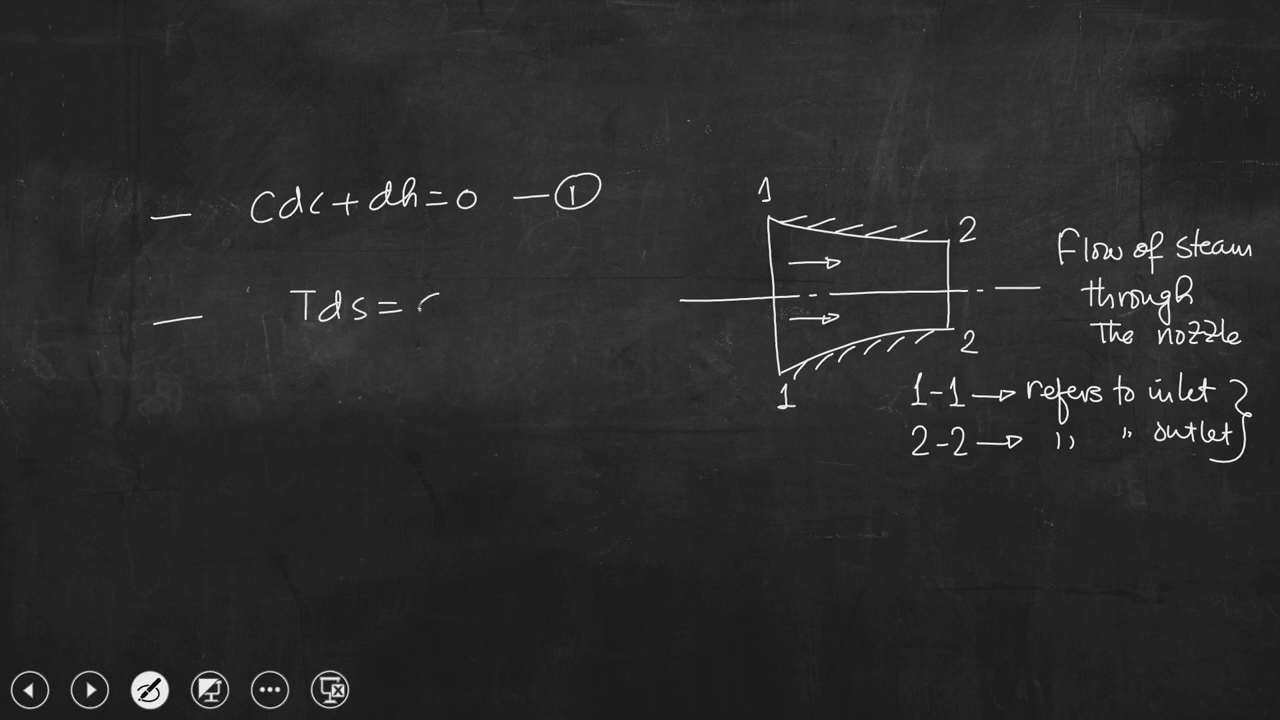 — Cdc + dh = 0 — ①
— Tds =
1
2
2
1
Flow of steam
through
The nozzle
1-1 → refers to inlet
2-2 → " " outlet